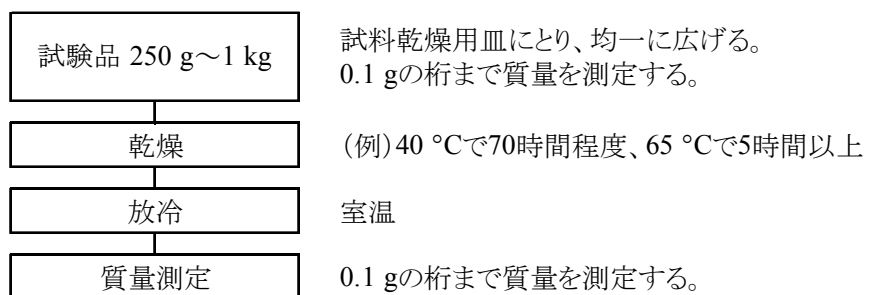 試験品 250 g～1 kg
試料乾燥用皿にとり、均一に広げる。
0.1 gの桁まで質量を測定する。
乾燥
（例）40 °Cで70時間程度、65 °Cで5時間以上
放冷
室温
質量測定
0.1 gの桁まで質量を測定する。